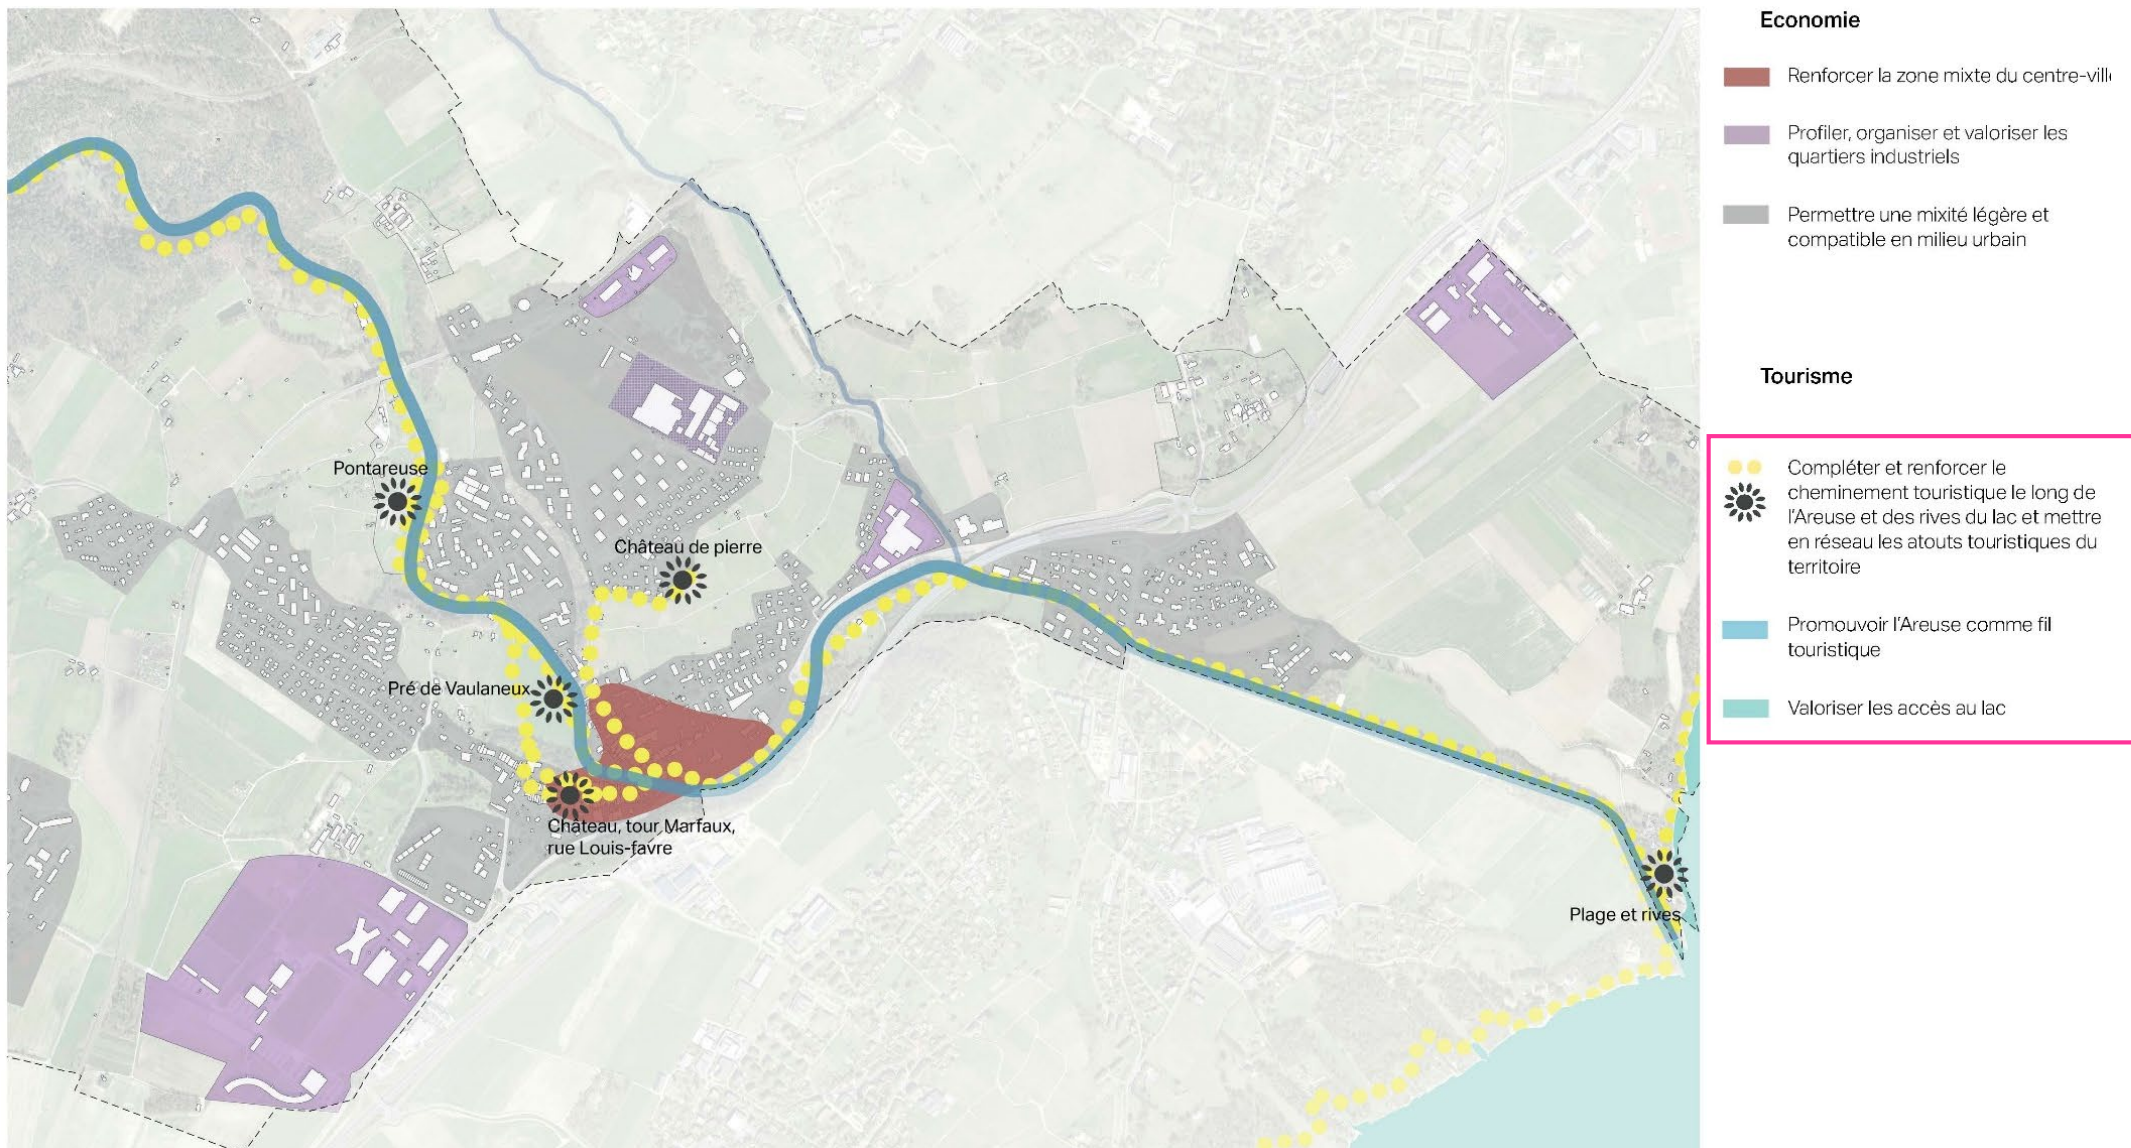 Economie
Renforcer la zone mixte du centre-ville
Profiler, organiser et valoriser les
quartiers industriels
Permettre une mixité légère et
compatible en milieu urbain
Tourisme
Compléter et renforcer le
cheminement touristique le long de
l'Areuse et des rives du lac et mettre
en réseau les atouts touristiques du
territoire
Promouvoir l'Areuse comme fil
touristique
Valoriser les accès au lac
Pontareuse
Château de pierre
Pré de Vaulaneux
Château, tour Marfaux,
rue Louis-favre
Plage et rives